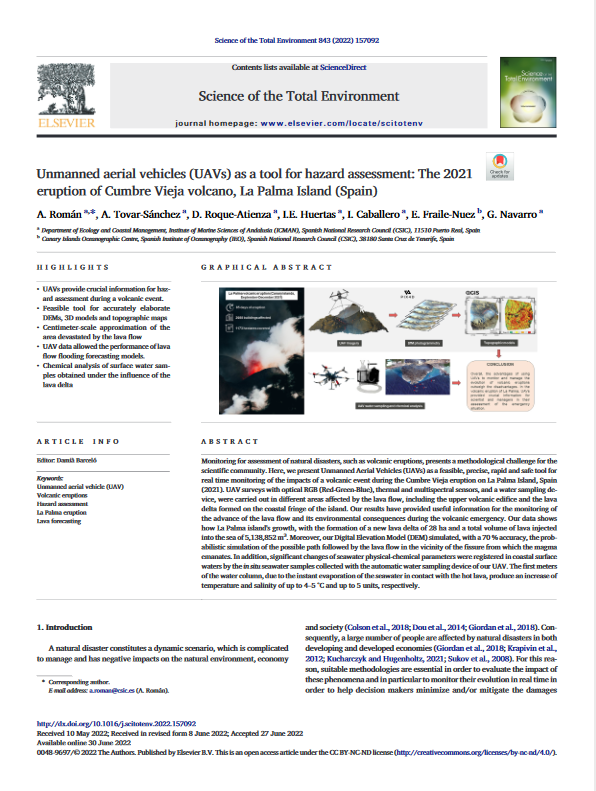 Science of the Total Environment 843 (2022) 157092
Contents lists available at ScienceDirect
Science of the Total Environment
journal homepage: www.elsevier.com/locate/scitotenv
ELSEVIER
Science of the
Total Environment
Check for
updates
Unmanned aerial vehicles (UAVs) as a tool for hazard assessment: The 2021
eruption of Cumbre Vieja volcano, La Palma Island (Spain)
A. Román a,*, A. Tovar-Sánchez a, D. Roque-Atienza a, I.E. Huertas a, I. Caballero a, E. Fraile-Nuez b, G. Navarro a
a Department of Ecology and Coastal Management, Institute of Marine Sciences of Andalusia (ICMAN), Spanish National Research Council (CSIC), 11510 Puerto Real, Spain
b Canary Islands Oceanographic Centre, Spanish Institute of Oceanography (IEO), Spanish National Research Council (CSIC), 38180 Santa Cruz de Tenerife, Spain
HIGHLIGHTS
• UAVs provide crucial information for haz-
ard assessment during a volcanic event.
• Feasible tool for accurately elaborate
DEMs, 3D models and topographic maps
• Centimeter-scale approximation of the
area devastated by the lava flow
• UAV data allowed the performance of lava
flow flooding forecasting models.
• Chemical analysis of surface water sam-
ples obtained under the influence of the
lava delta
GRAPHICAL ABSTRACT
PIX4D
QGIS
UAV images
CONCLUSION
ARTICLE INFO
Editor: Damià Barceló
Keywords:
Unmanned aerial vehicle (UAV)
Volcanic eruptions
Hazard assessment
La Palma eruption
Lava forecasting
ABSTRACT
Monitoring for assessment of natural disasters, such as volcanic eruptions, presents a methodological challenge for the
scientific community. Here, we present Unmanned Aerial Vehicles (UAVs) as a feasible, precise, rapid and safe tool for
real time monitoring of the impacts of a volcanic event during the Cumbre Vieja eruption on La Palma Island, Spain
(2021). UAV surveys with optical RGB (Red-Green-Blue), thermal and multispectral sensors, and a water sampling de-
vice, were carried out in different areas affected by the lava flow, including the upper volcanic edifice and the lava
delta formed on the coastal fringe of the island. Our results have provided useful information for the monitoring of
the advance of the lava flow and its environmental consequences during the volcanic emergency. Our data shows
how La Palma island's growth, with the formation of a new lava delta of 28 ha and a total volume of lava injected
into the sea of 5,138,852 m3. Moreover, our Digital Elevation Model (DEM) simulated, with a 70 % accuracy, the prob-
abilistic simulation of the possible path followed by the lava flow in the vicinity of the fissure from which the magma
emanates. In addition, significant changes of seawater physical-chemical parameters were registered in coastal surface
waters by the in situ seawater samples collected with the automatic water sampling device of our UAV. The first meters
of the water column, due to the instant evaporation of the seawater in contact with the hot lava, produce an increase of
temperature and salinity of up to 4–5 °C and up to 5 units, respectively.
1. Introduction
A natural disaster constitutes a dynamic scenario, which is complicated
to manage and has negative impacts on the natural environment, economy
and society (Colson et al., 2018; Dou et al., 2014; Giordan et al., 2018). Con-
sequently, a large number of people are affected by natural disasters in both
developing and developed economies (Giordan et al., 2018; Krapivin et al.,
2012; Kucharczyk and Hugenholtz, 2021; Sukov et al., 2008). For this rea-
son, suitable methodologies are essential in order to evaluate the impact of
these phenomena and in particular to monitor their evolution in real time in
order to help decision makers minimize and/or mitigate the damages
* Corresponding author.
E-mail address: a.roman@csic.es (A. Román).
http://dx.doi.org/10.1016/j.scitotenv.2022.157092
Received 10 May 2022; Received in revised form 8 June 2022; Accepted 27 June 2022
Available online 30 June 2022
0048-9697/© 2022 The Authors. Published by Elsevier B.V. This is an open access article under the CC BY-NC-ND license (http://creativecommons.org/licenses/by-nc-nd/4.0/).